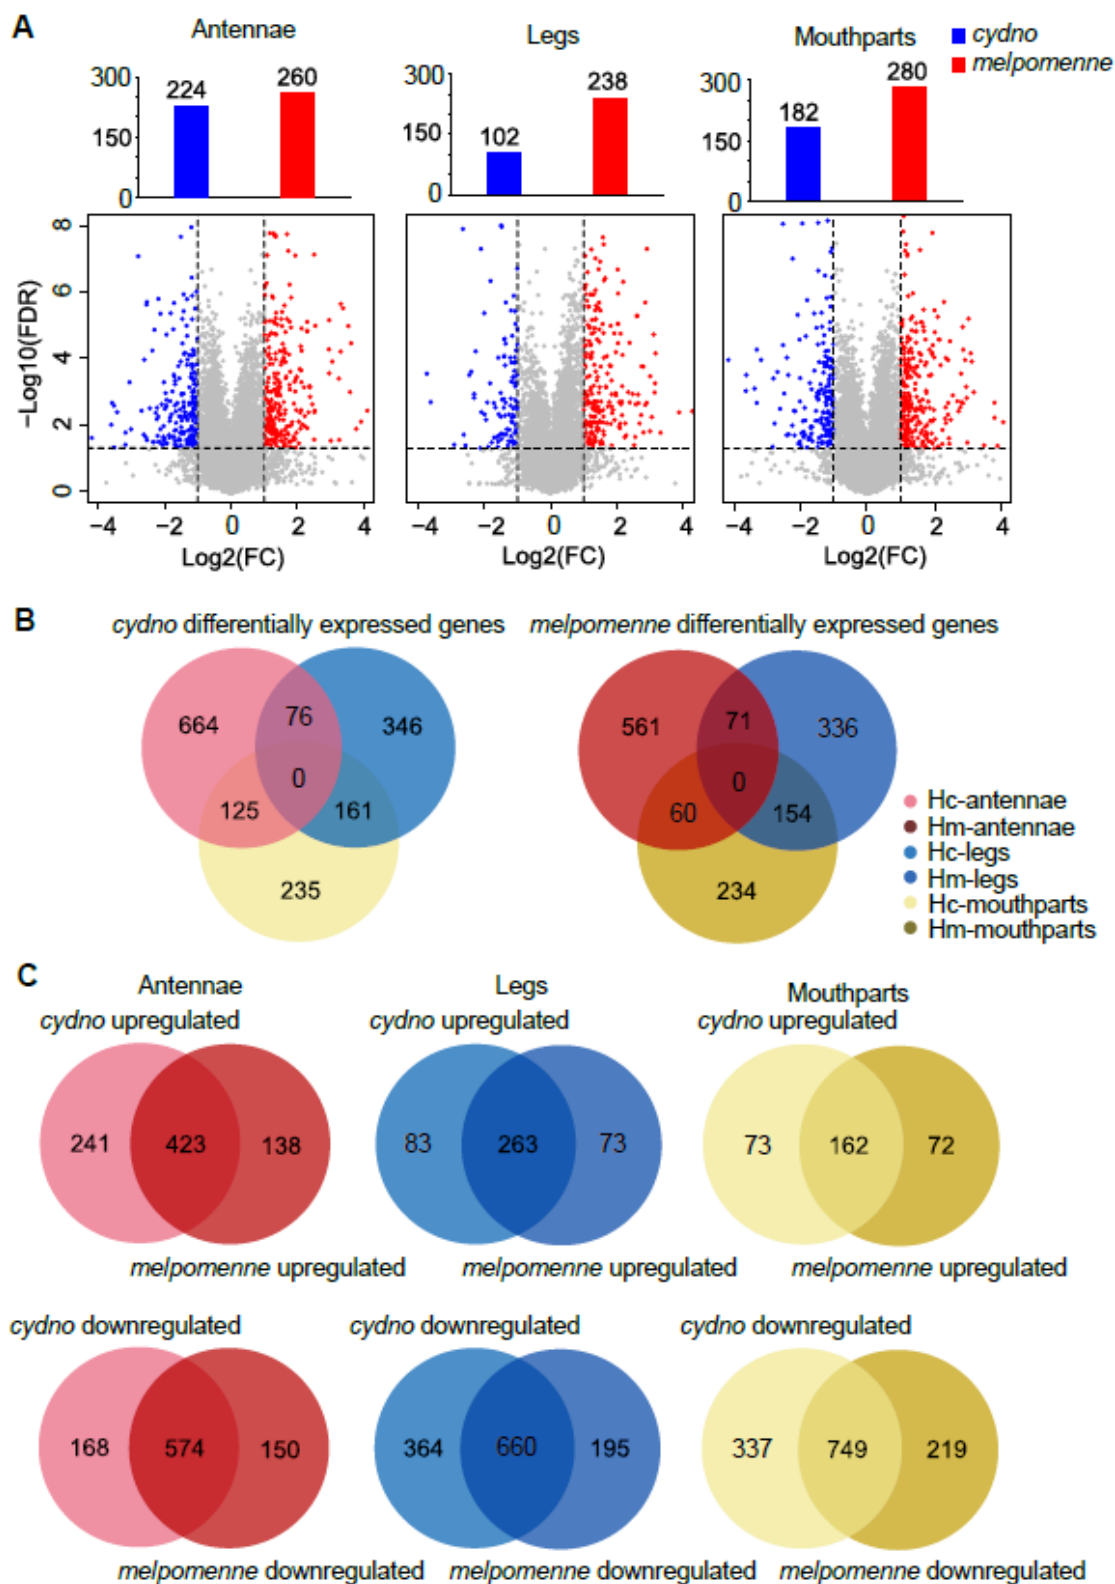 A
Antennae
Legs
Mouthparts
cydno
melpomenne
300
150
0
224
260
300
150
0
102
238
300
150
0
182
280
−Log10(FDR)
8
6
4
2
0
−4 −2 0 2 4
Log2(FC)
−4 −2 0 2 4
Log2(FC)
−4 −2 0 2 4
Log2(FC)
B
cydno differentially expressed genes
melpomenne differentially expressed genes
664
76
346
0
125
161
235
561
71
336
0
60
154
234
Hc-antennae
Hm-antennae
Hc-legs
Hm-legs
Hc-mouthparts
Hm-mouthparts
C
Antennae
Legs
Mouthparts
cydno upregulated
cydno upregulated
cydno upregulated
241 423 138
83 263 73
73 162 72
melpomenne upregulated
melpomenne upregulated
melpomenne upregulated
cydno downregulated
cydno downregulated
cydno downregulated
168 574 150
364 660 195
337 749 219
melpomenne downregulated
melpomenne downregulated
melpomenne downregulated